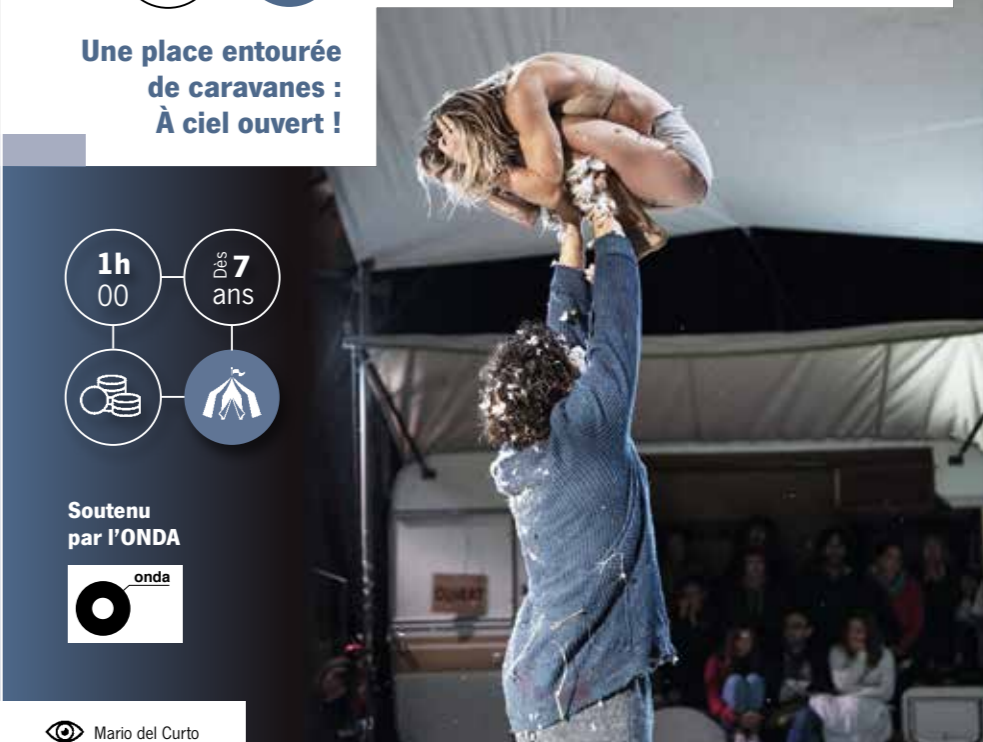 Une place entourée
de caravanes :
À ciel ouvert !
1h
00
Dès 7
ans
Soutenu
par l'ONDA
onda
OUVERT
Mario del Curto